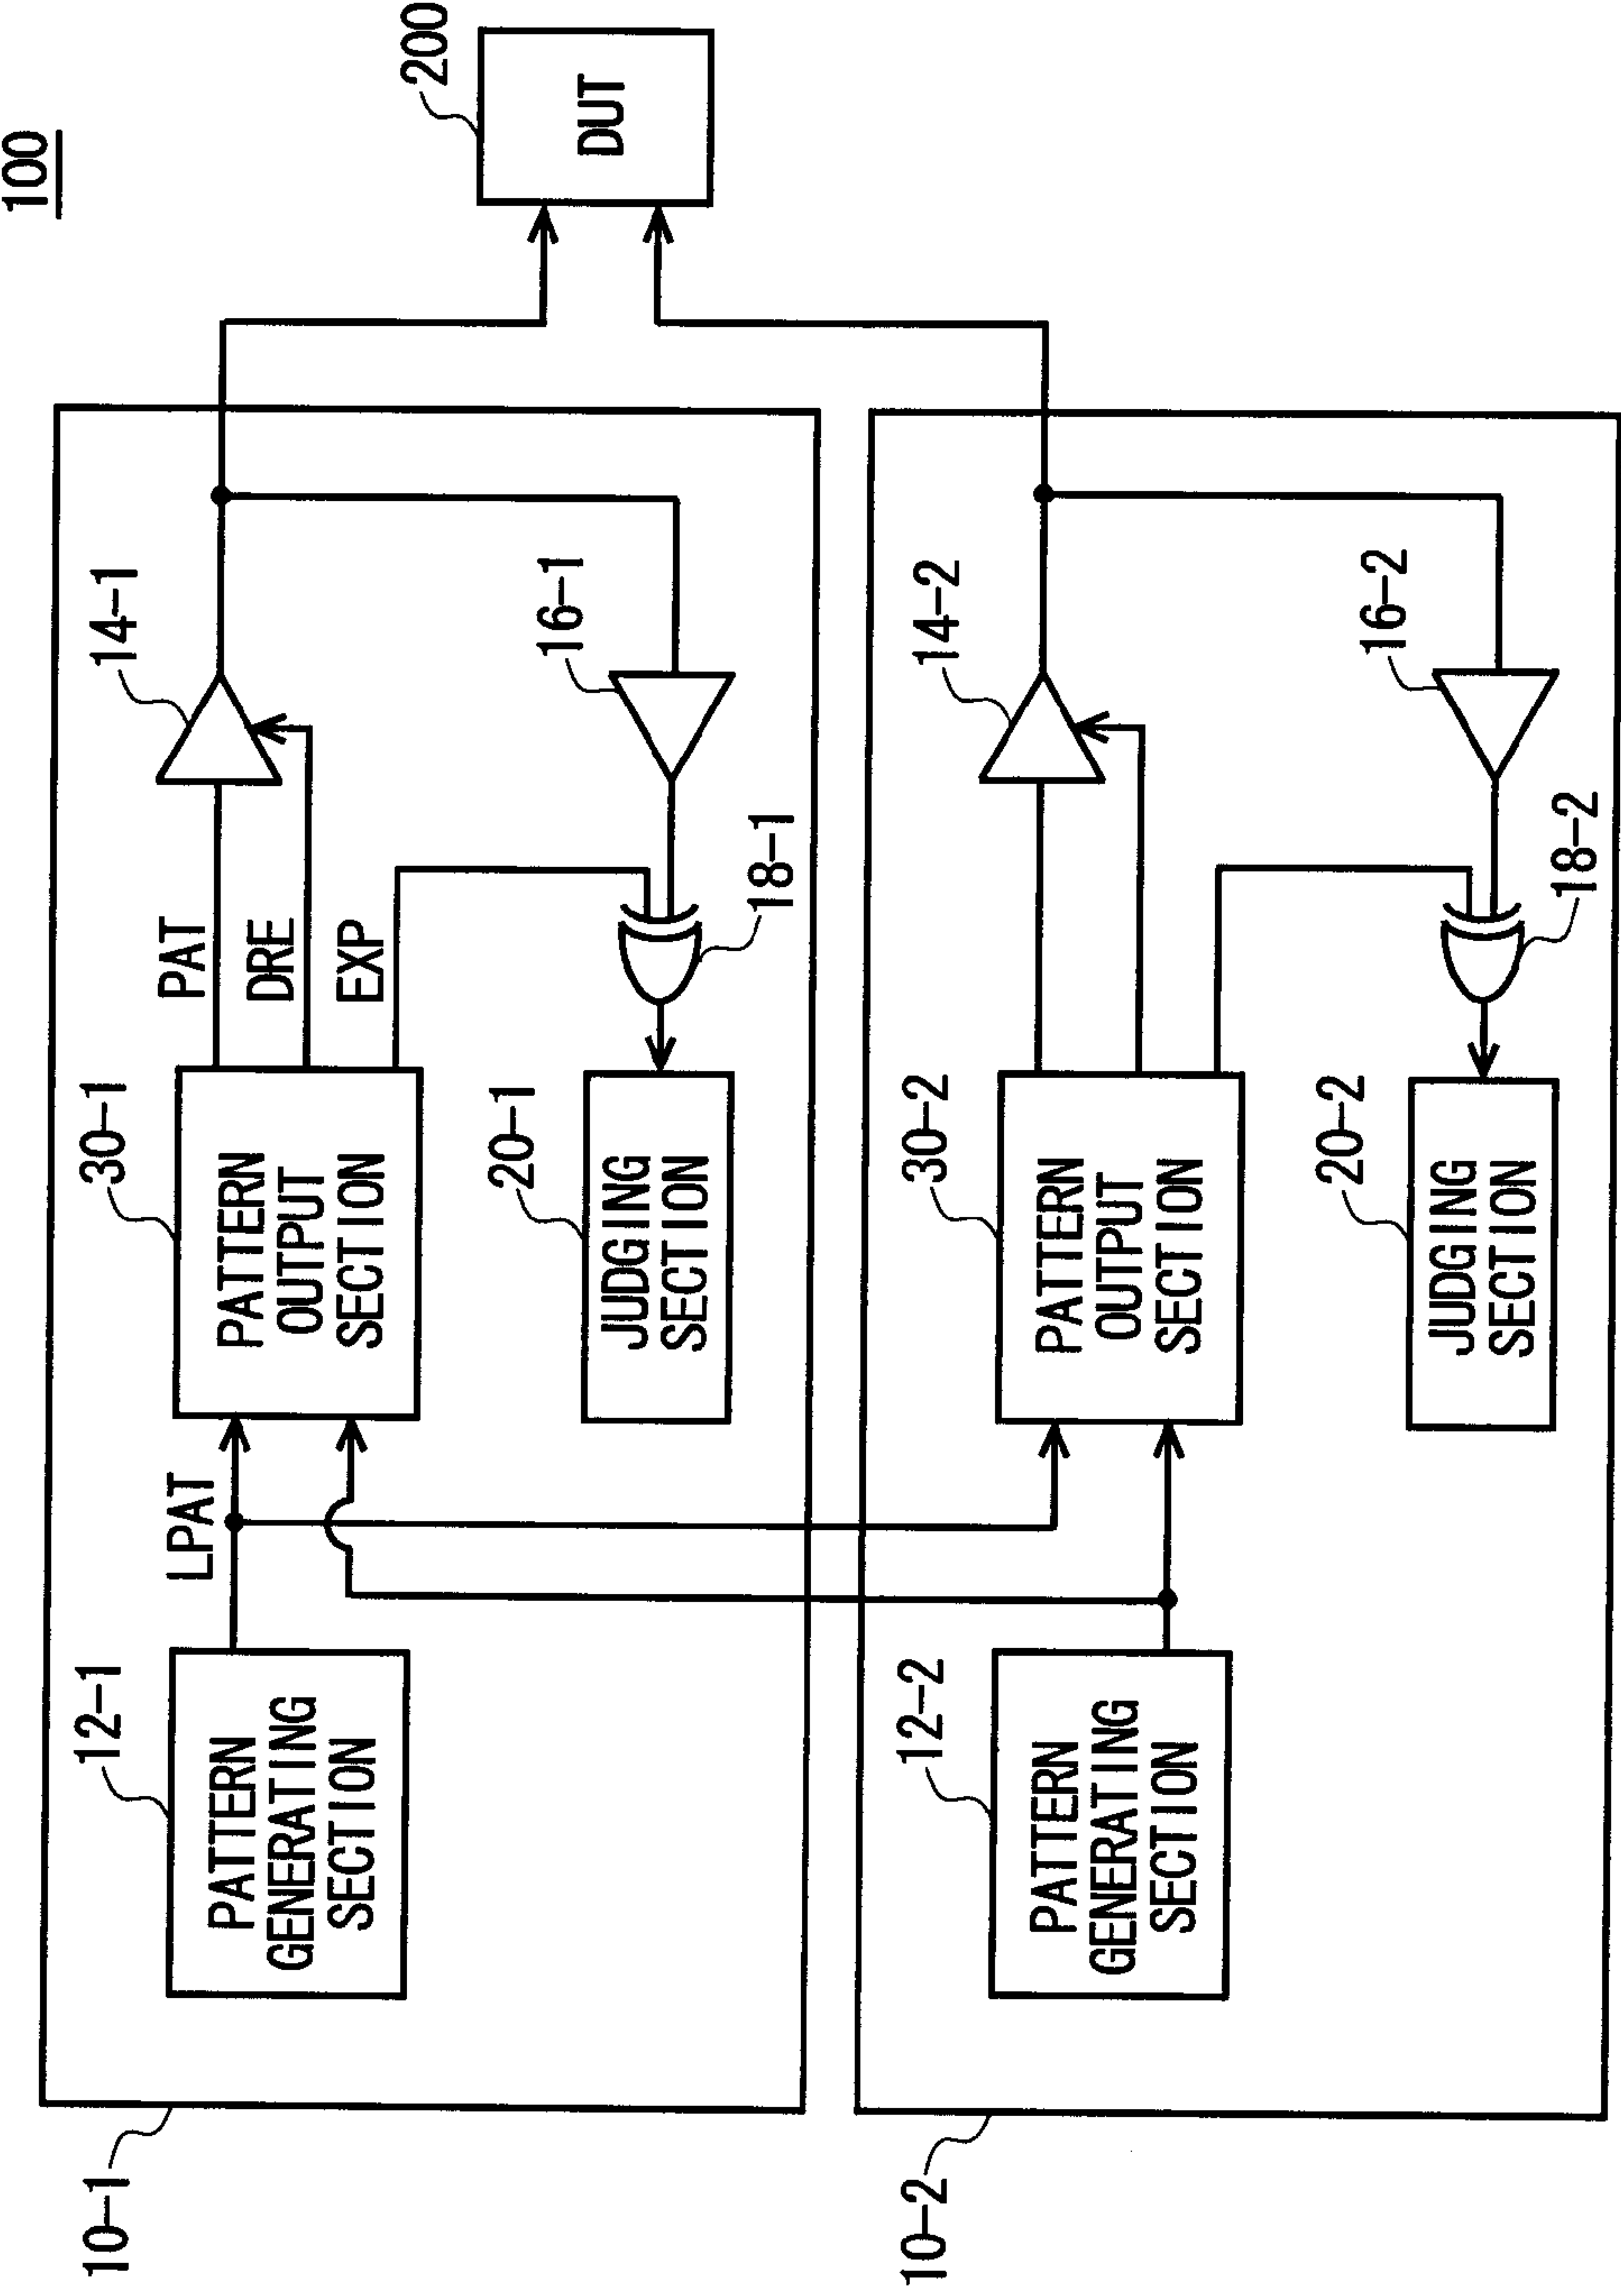 100
10-1
12-1
PATTERN
GENERATING
SECTION
LPAT
30-1
PATTERN
OUTPUT
SECTION
PAT
DRE
EXP
14-1
16-1
18-1
20-1
JUDGING
SECTION
200
DUT
10-2
12-2
PATTERN
GENERATING
SECTION
30-2
PATTERN
OUTPUT
SECTION
14-2
16-2
18-2
20-2
JUDGING
SECTION